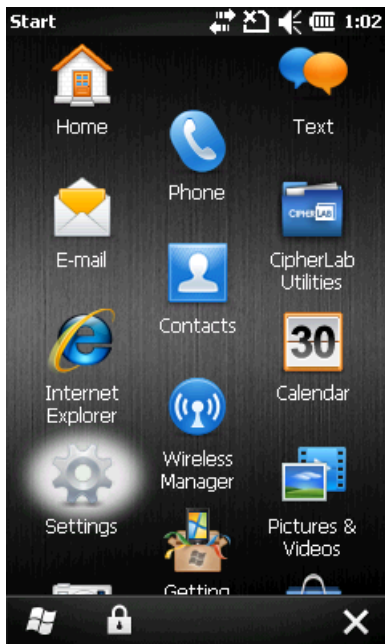 Start 1:02
Home
Text
Phone
CIPHERLAB
E-mail
CipherLab
Utilities
Contacts
30
Internet
Explorer
Calendar
Wireless
Manager
Settings
Pictures &
Videos
Getting